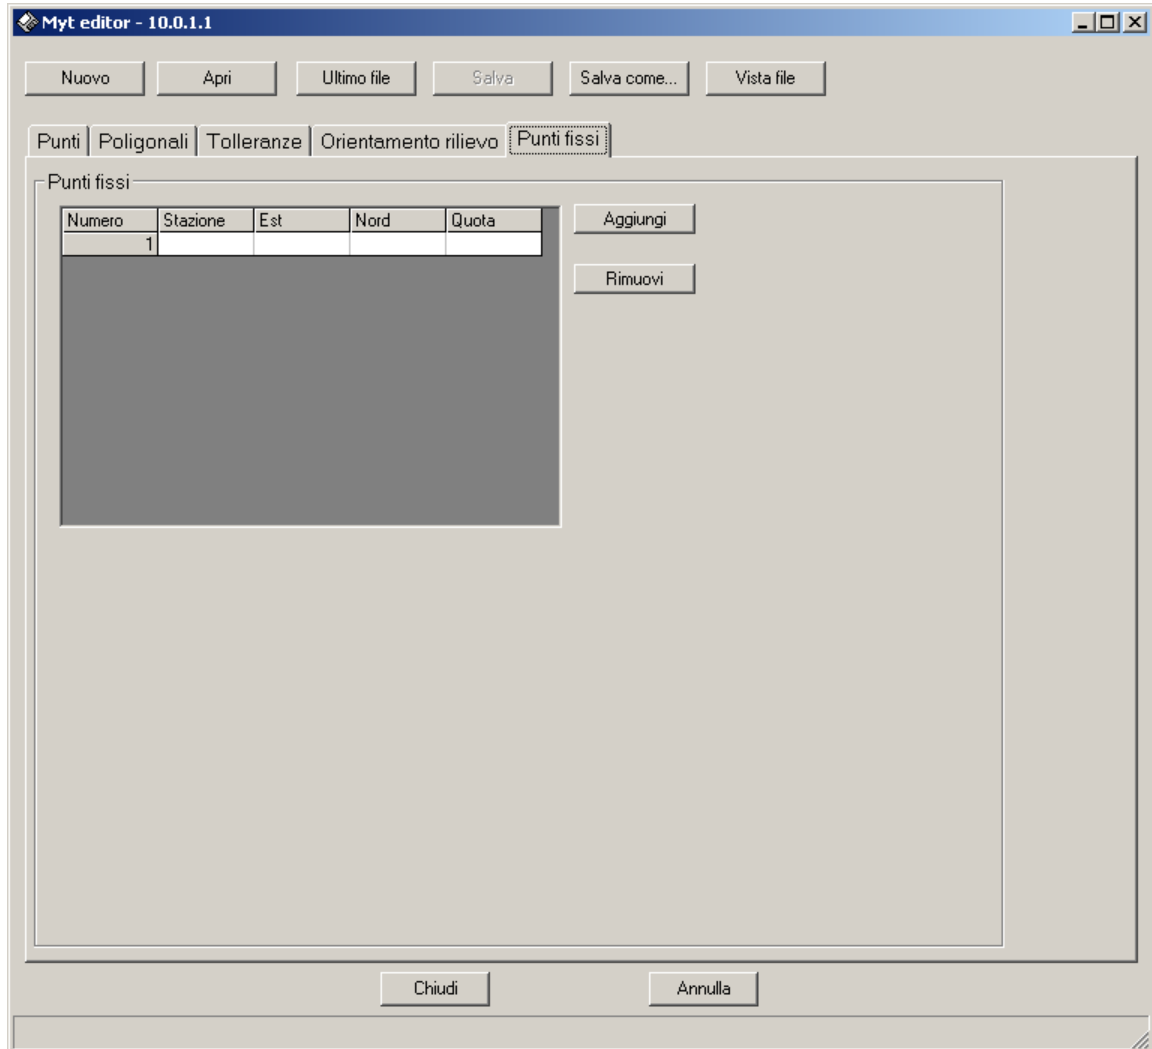 Myt editor - 10.0.1.1
Nuovo Apri Ultimo file Salva Salva come... Vista file
Punti Poligonali Tolleranze Orientamento rilievo Punti fissi
Punti fissi
Numero Stazione Est Nord Quota Aggiungi
1
Rimuovi
Chiudi Annulla